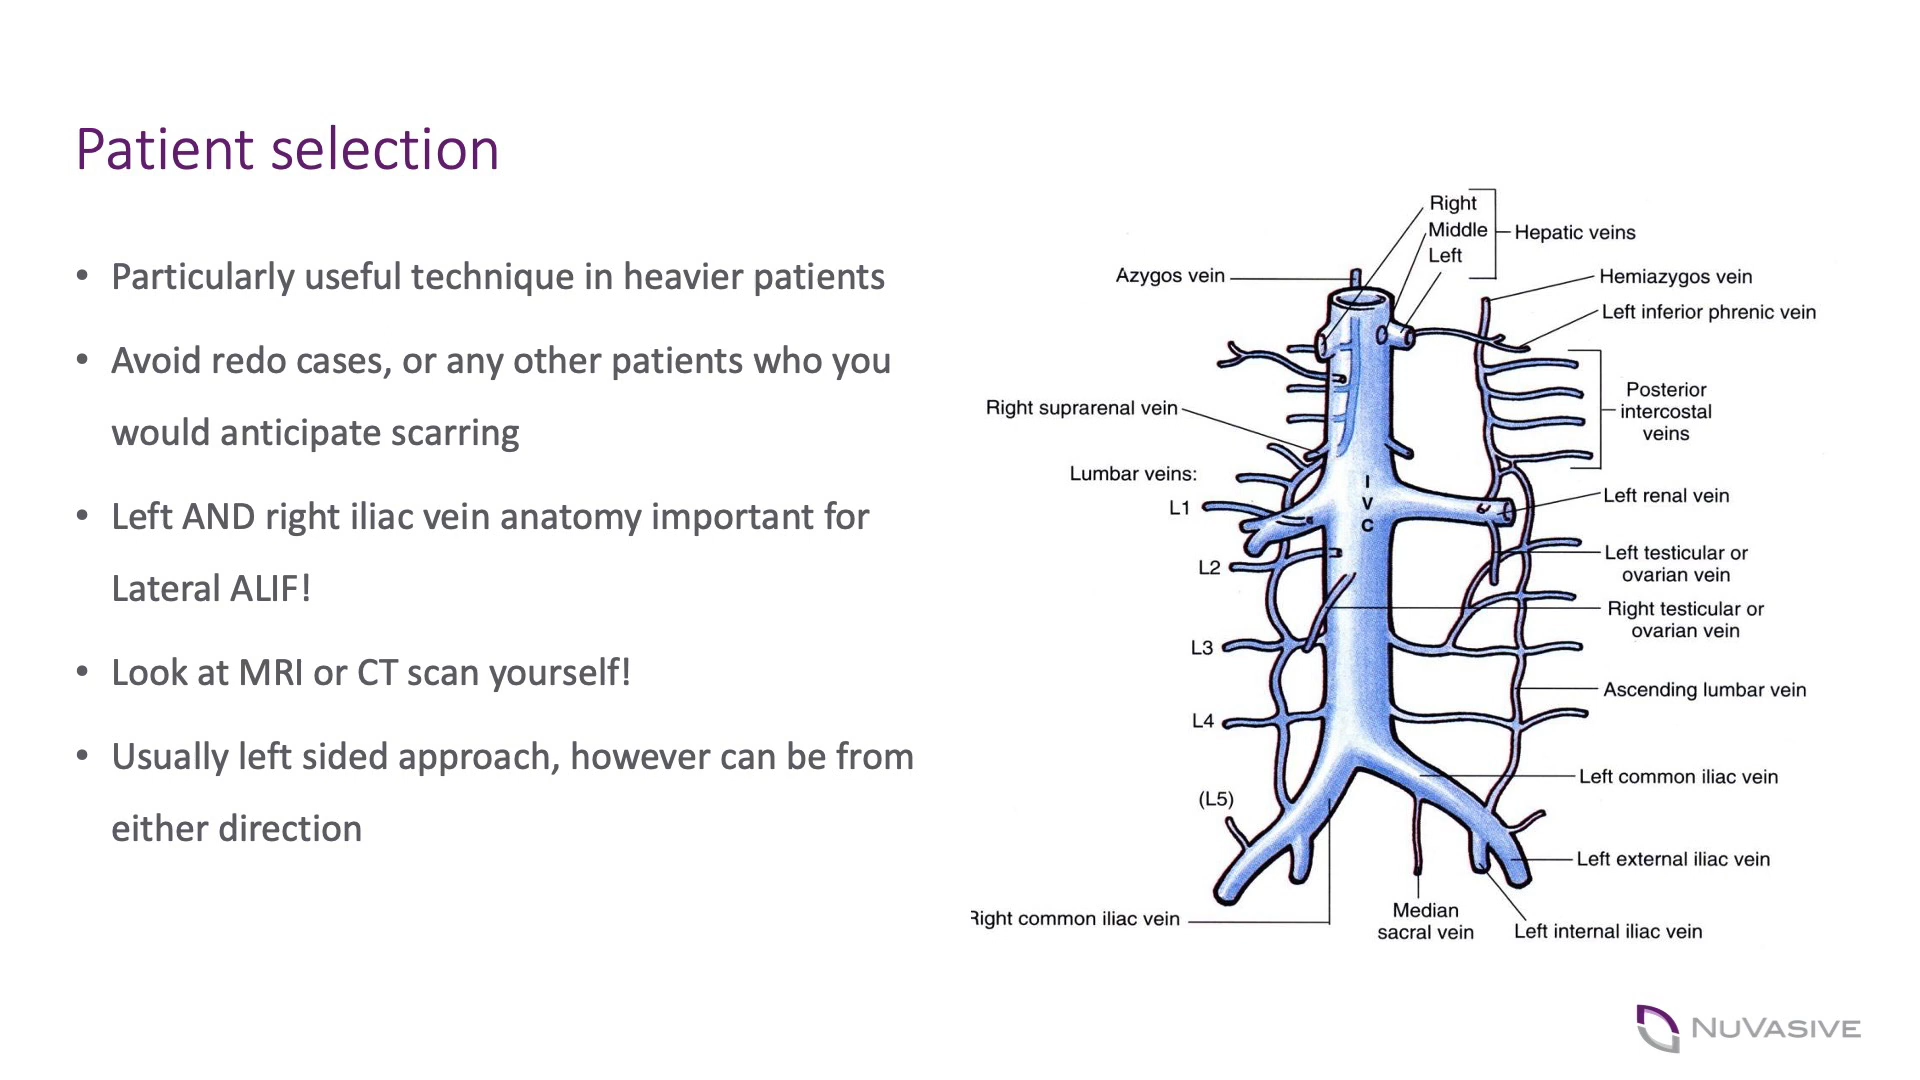 Patient selection
• Particularly useful technique in heavier patients
• Avoid redo cases, or any other patients who you
would anticipate scarring
• Left AND right iliac vein anatomy important for
Lateral ALIF!
• Look at MRI or CT scan yourself!
• Usually left sided approach, however can be from
either direction
Right
Middle
Left
Hepatic veins
Azygos vein
Hemiazygos vein
Left inferior phrenic vein
Posterior
intercostal
veins
Right suprarenal vein
Lumbar veins:
I
V
C
L1
Left renal vein
L2
Left testicular or
ovarian vein
Right testicular or
ovarian vein
L3
Ascending lumbar vein
L4
Left common iliac vein
(L5)
Left external iliac vein
Right common iliac vein
Median
sacral vein
Left internal iliac vein
NUVASIVE